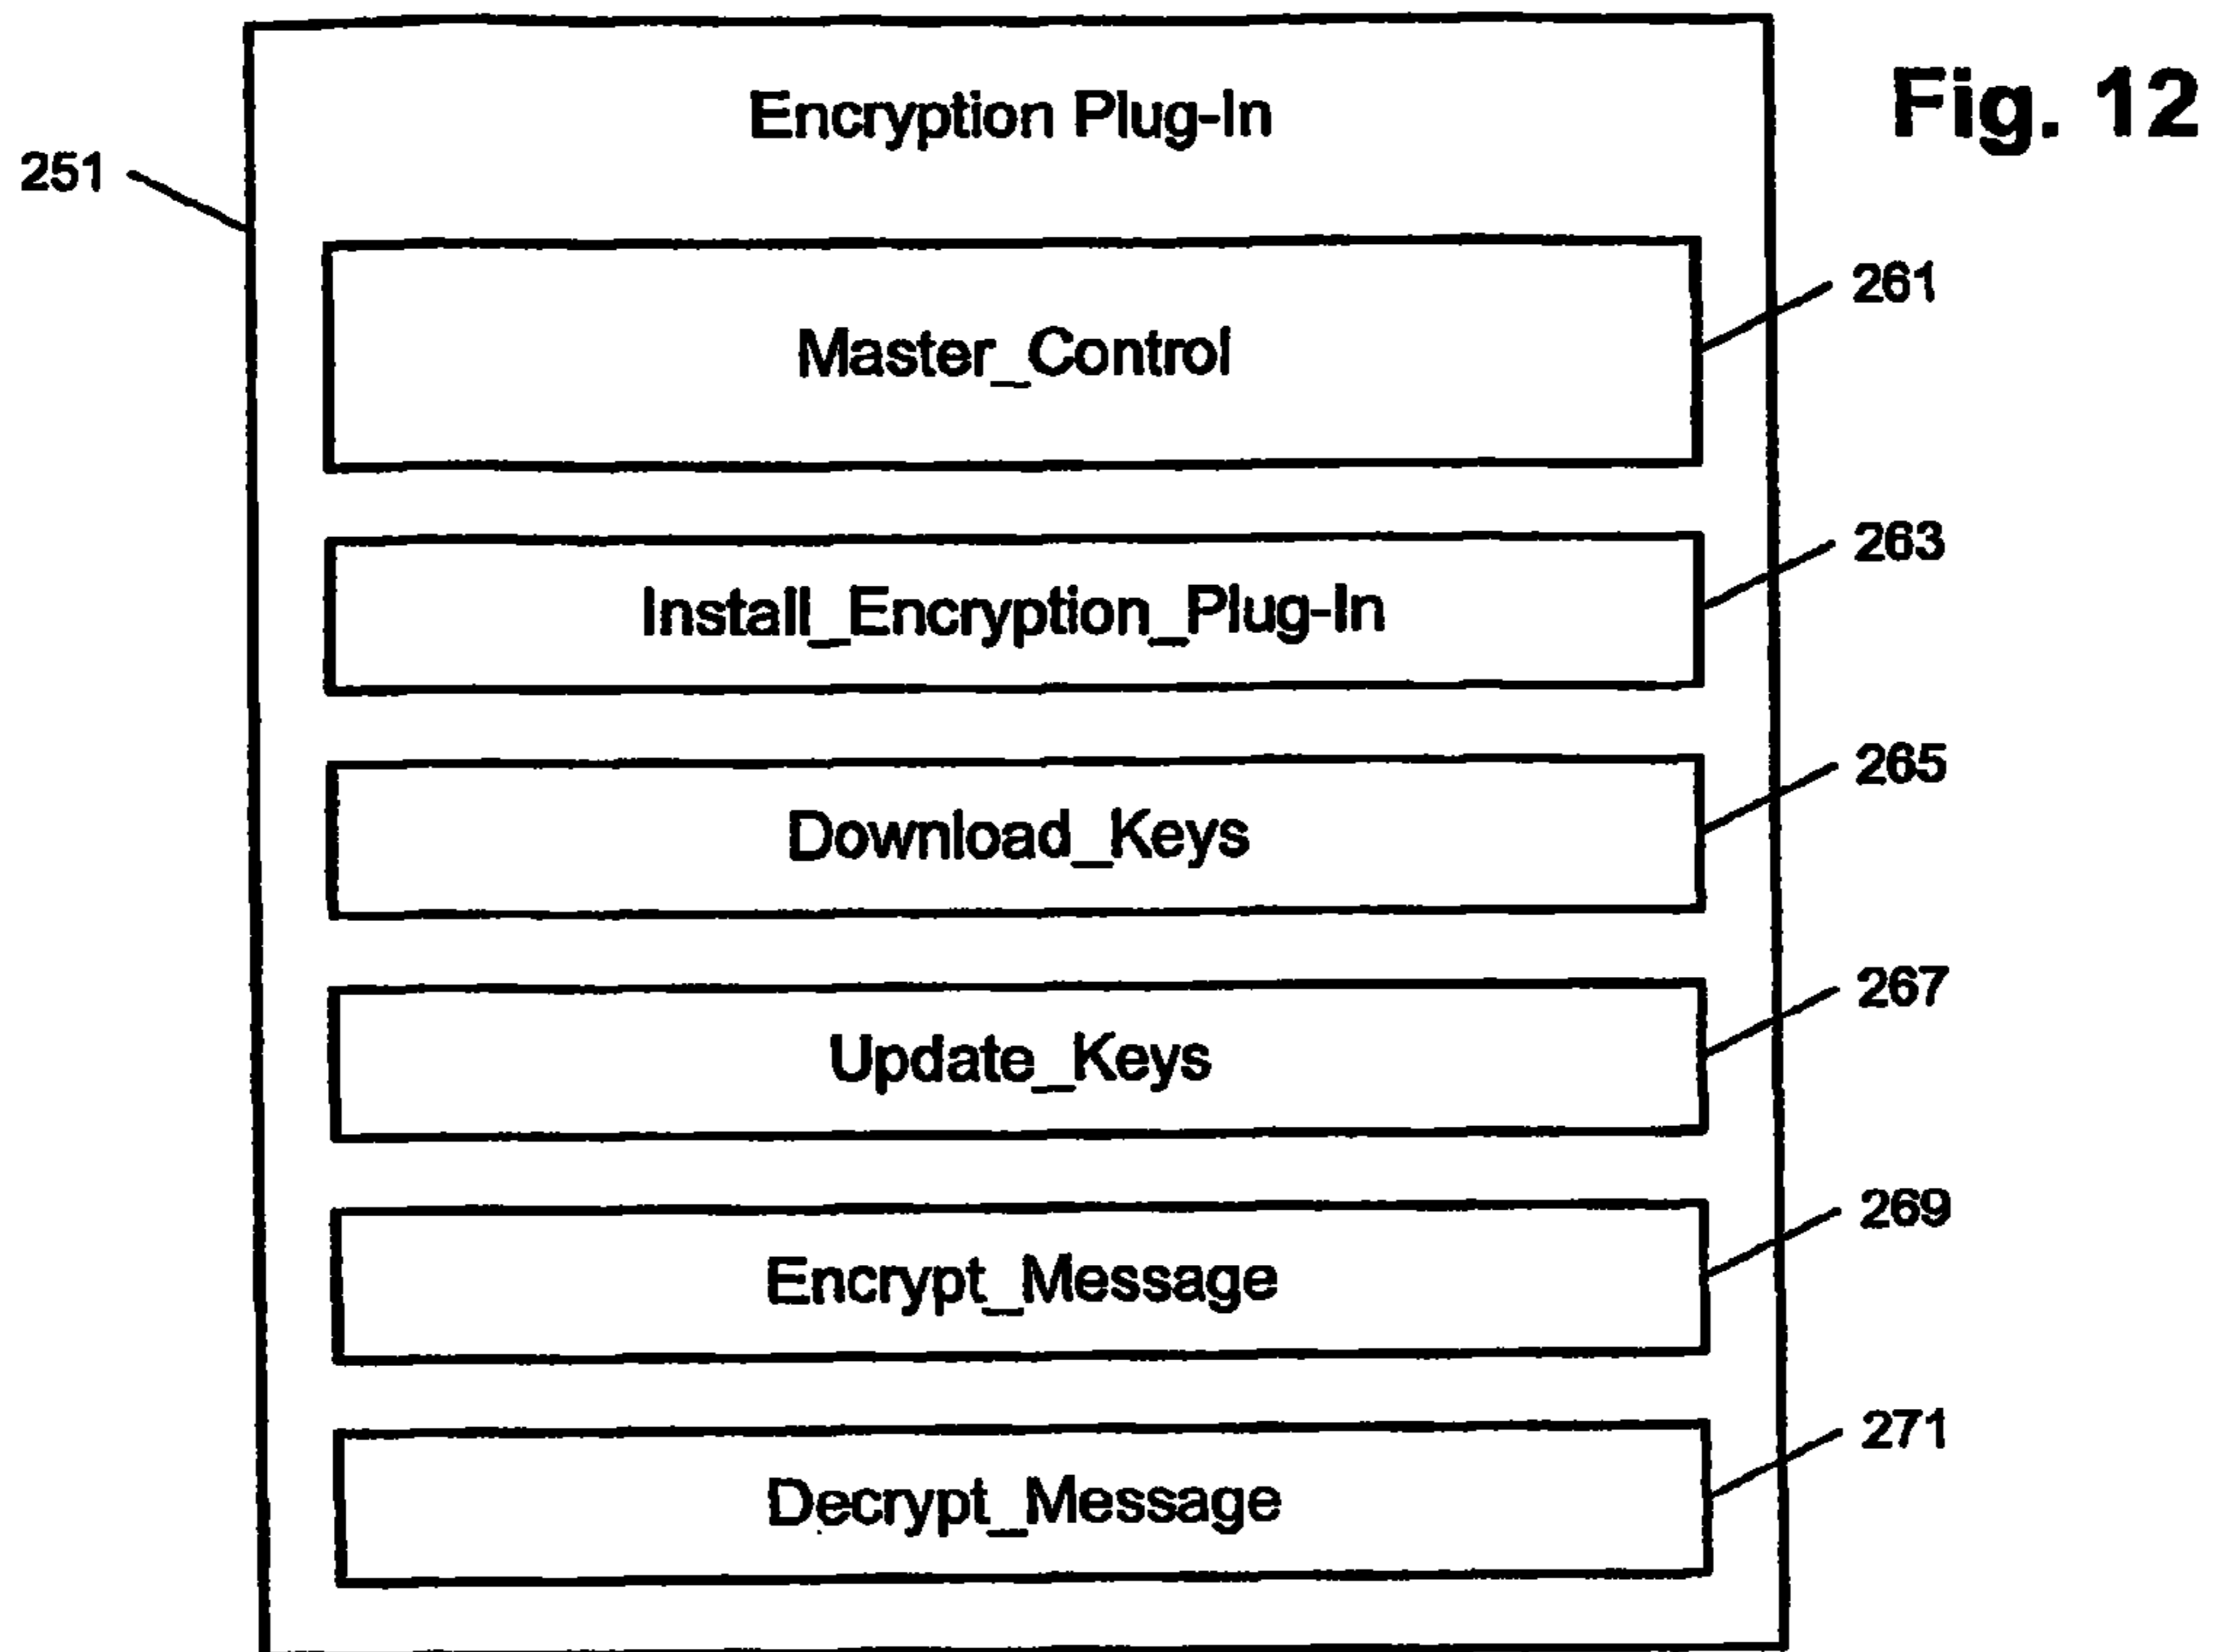 Encryption Plug-In
Fig. 12
251
Master_Control
261
Install_Encryption_Plug-In
263
Download_Keys
265
Update_Keys
267
Encrypt_Message
269
Decrypt_Message
271